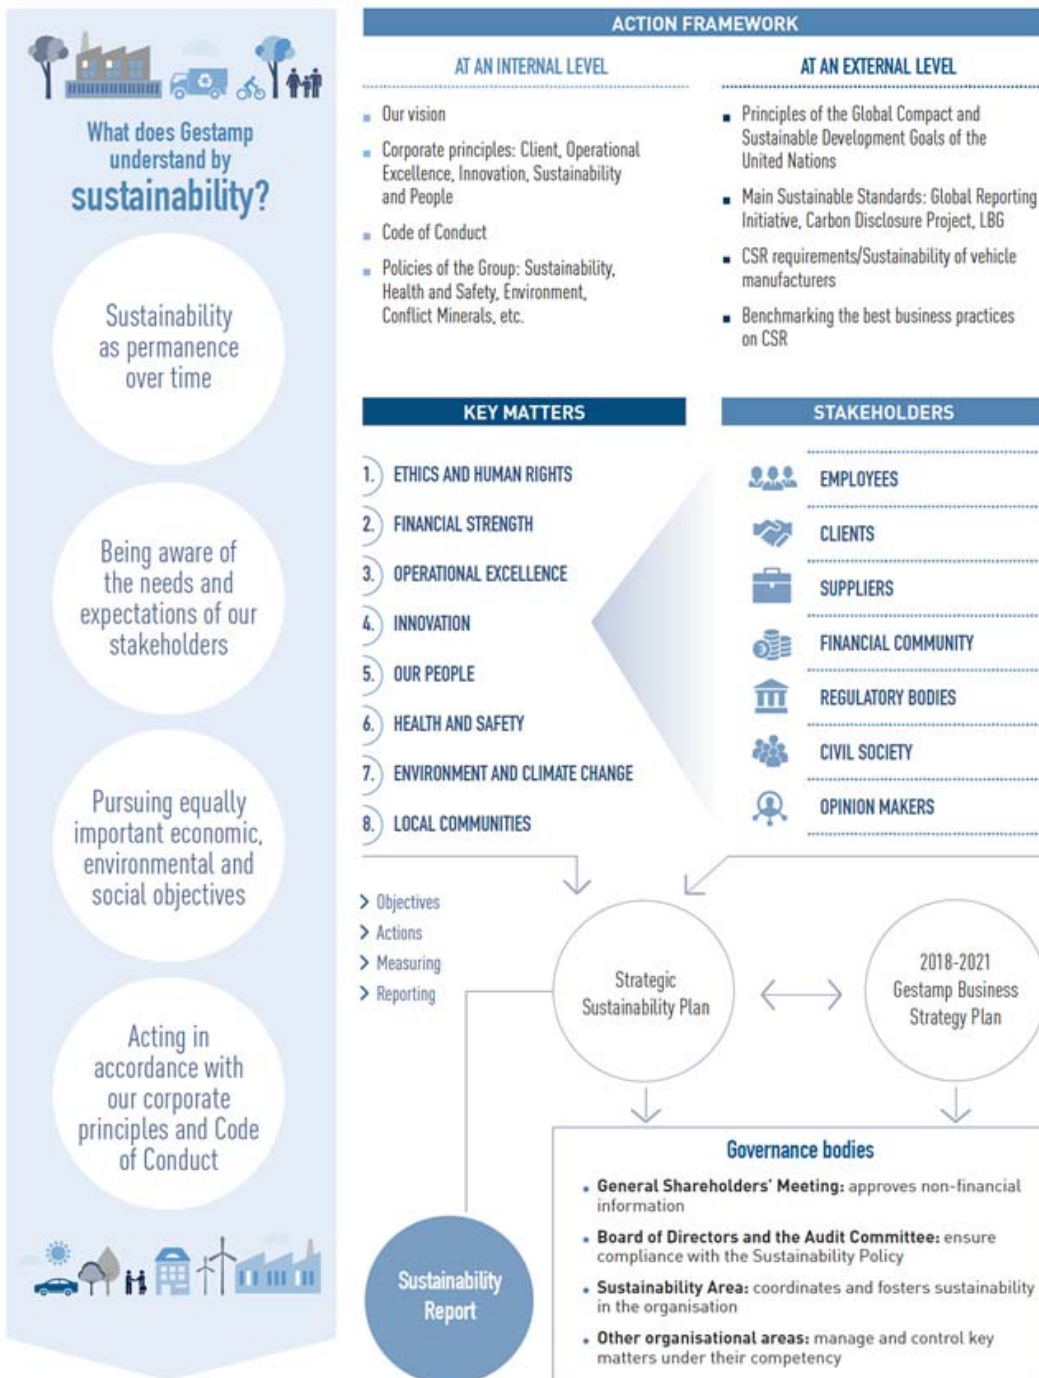 What does Gestamp
understand by
sustainability?
Sustainability
as permanence
over time
Being aware of
the needs and
expectations of our
stakeholders
Pursuing equally
important economic,
environmental and
social objectives
Acting in
accordance with
our corporate
principles and Code
of Conduct
ACTION FRAMEWORK
AT AN INTERNAL LEVEL
Our vision
Corporate principles: Client, Operational
Excellence, Innovation, Sustainability
and People
Code of Conduct
Policies of the Group: Sustainability,
Health and Safety, Environment,
Conflict Minerals, etc.
AT AN EXTERNAL LEVEL
Principles of the Global Compact and
Sustainable Development Goals of the
United Nations
Main Sustainable Standards: Global Reporting
Initiative, Carbon Disclosure Project, LBG
CSR requirements/Sustainability of vehicle
manufacturers
Benchmarking the best business practices
on CSR
KEY MATTERS
1. ETHICS AND HUMAN RIGHTS
2. FINANCIAL STRENGTH
3. OPERATIONAL EXCELLENCE
4. INNOVATION
5. OUR PEOPLE
6. HEALTH AND SAFETY
7. ENVIRONMENT AND CLIMATE CHANGE
8. LOCAL COMMUNITIES
STAKEHOLDERS
EMPLOYEES
CLIENTS
SUPPLIERS
FINANCIAL COMMUNITY
REGULATORY BODIES
CIVIL SOCIETY
OPINION MAKERS
> Objectives
> Actions
> Measuring
> Reporting
Strategic
Sustainability Plan
2018-2021
Gestamp Business
Strategy Plan
Sustainability
Report
Governance bodies
• General Shareholders' Meeting: approves non-financial
information
• Board of Directors and the Audit Committee: ensure
compliance with the Sustainability Policy
• Sustainability Area: coordinates and fosters sustainability
in the organisation
• Other organisational areas: manage and control key
matters under their competency